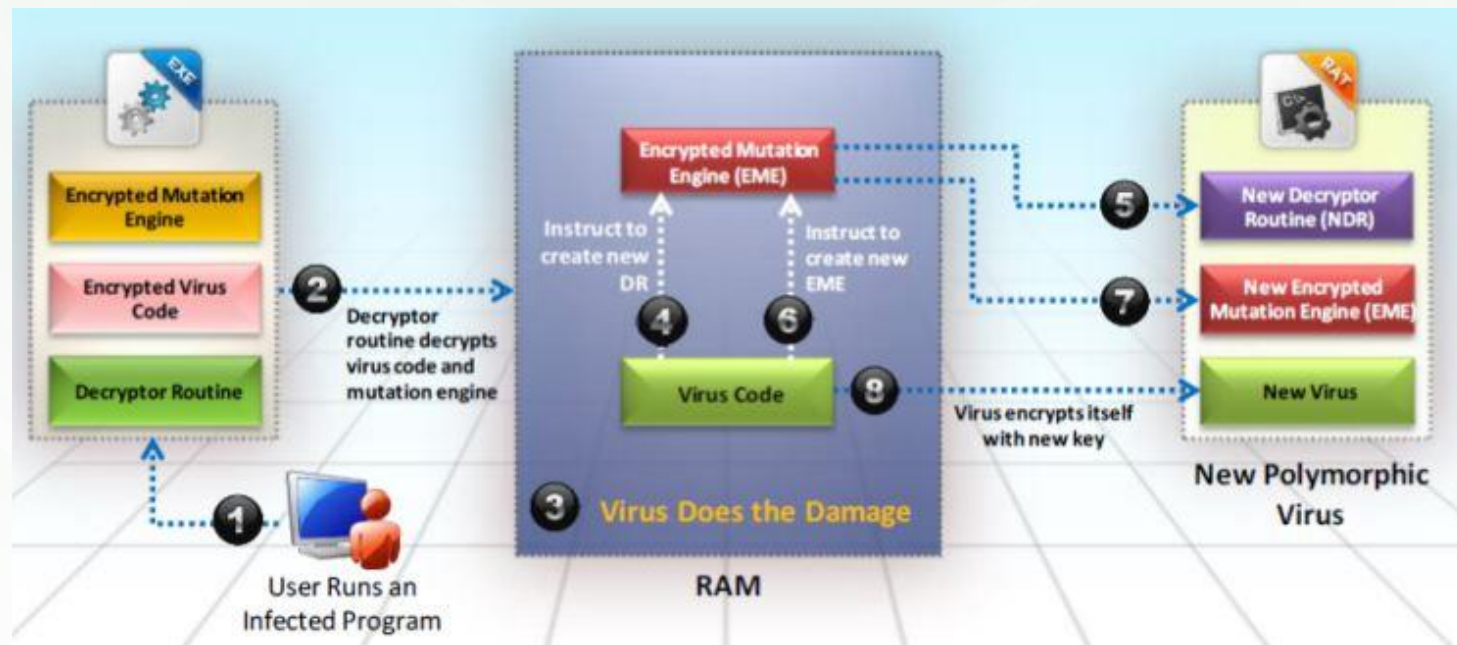 EXE
Encrypted Mutation
Engine
Encrypted Virus
Code
Decryptor Routine
1
User Runs an
Infected Program
2
Decryptor
routine decrypts
virus code and
mutation engine
Encrypted Mutation
Engine (EME)
Instruct to
create new
DR
4
Instruct to
create new
EME
6
Virus Code
3
Virus Does the Damage
RAM
5
7
8
Virus encrypts itself
with new key
RAT
C:\
New Decryptor
Routine (NDR)
New Encrypted
Mutation Engine (EME)
New Virus
New Polymorphic
Virus